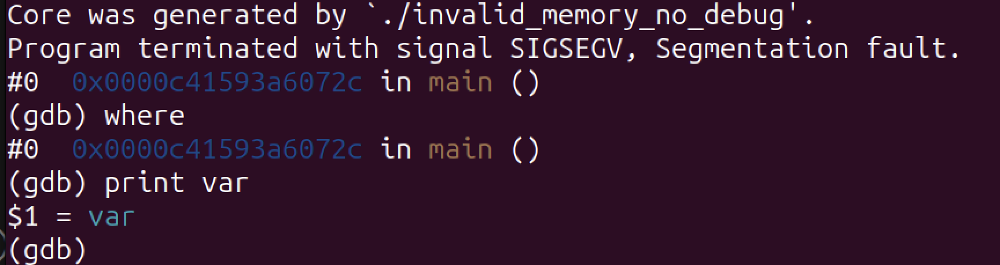 Core was generated by `./invalid_memory_no_debug'.
Program terminated with signal SIGSEGV, Segmentation fault.
#0  0x0000c41593a6072c in main ()
(gdb) where
#0  0x0000c41593a6072c in main ()
(gdb) print var
$1 = var
(gdb)